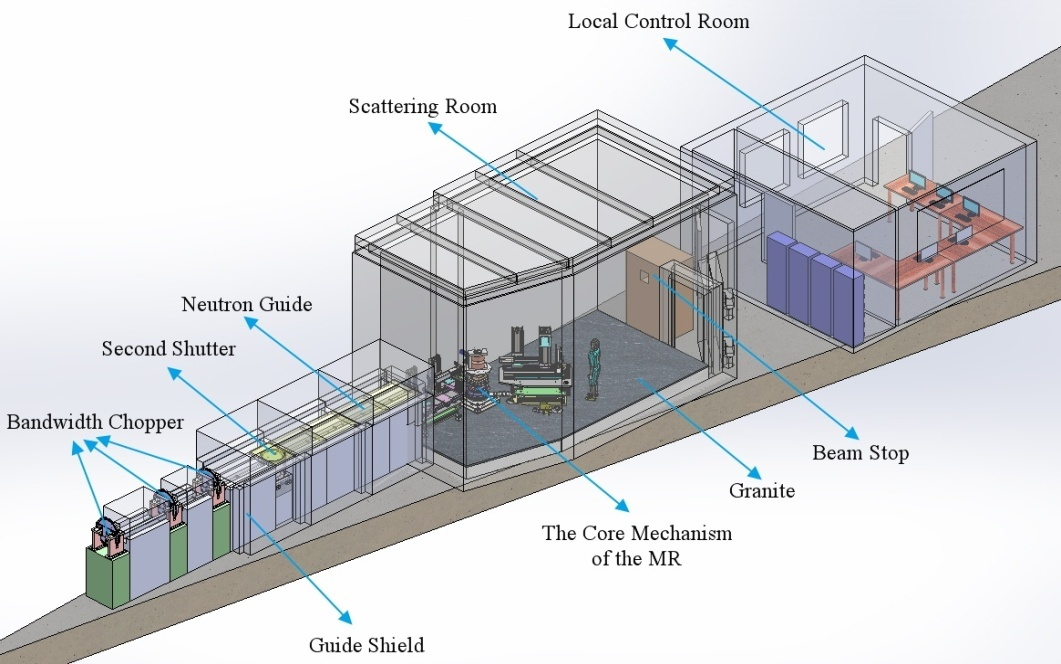 Local Control Room
Scattering Room
Neutron Guide
Second Shutter
Bandwidth Chopper
Beam Stop
Granite
The Core Mechanism
of the MR
Guide Shield